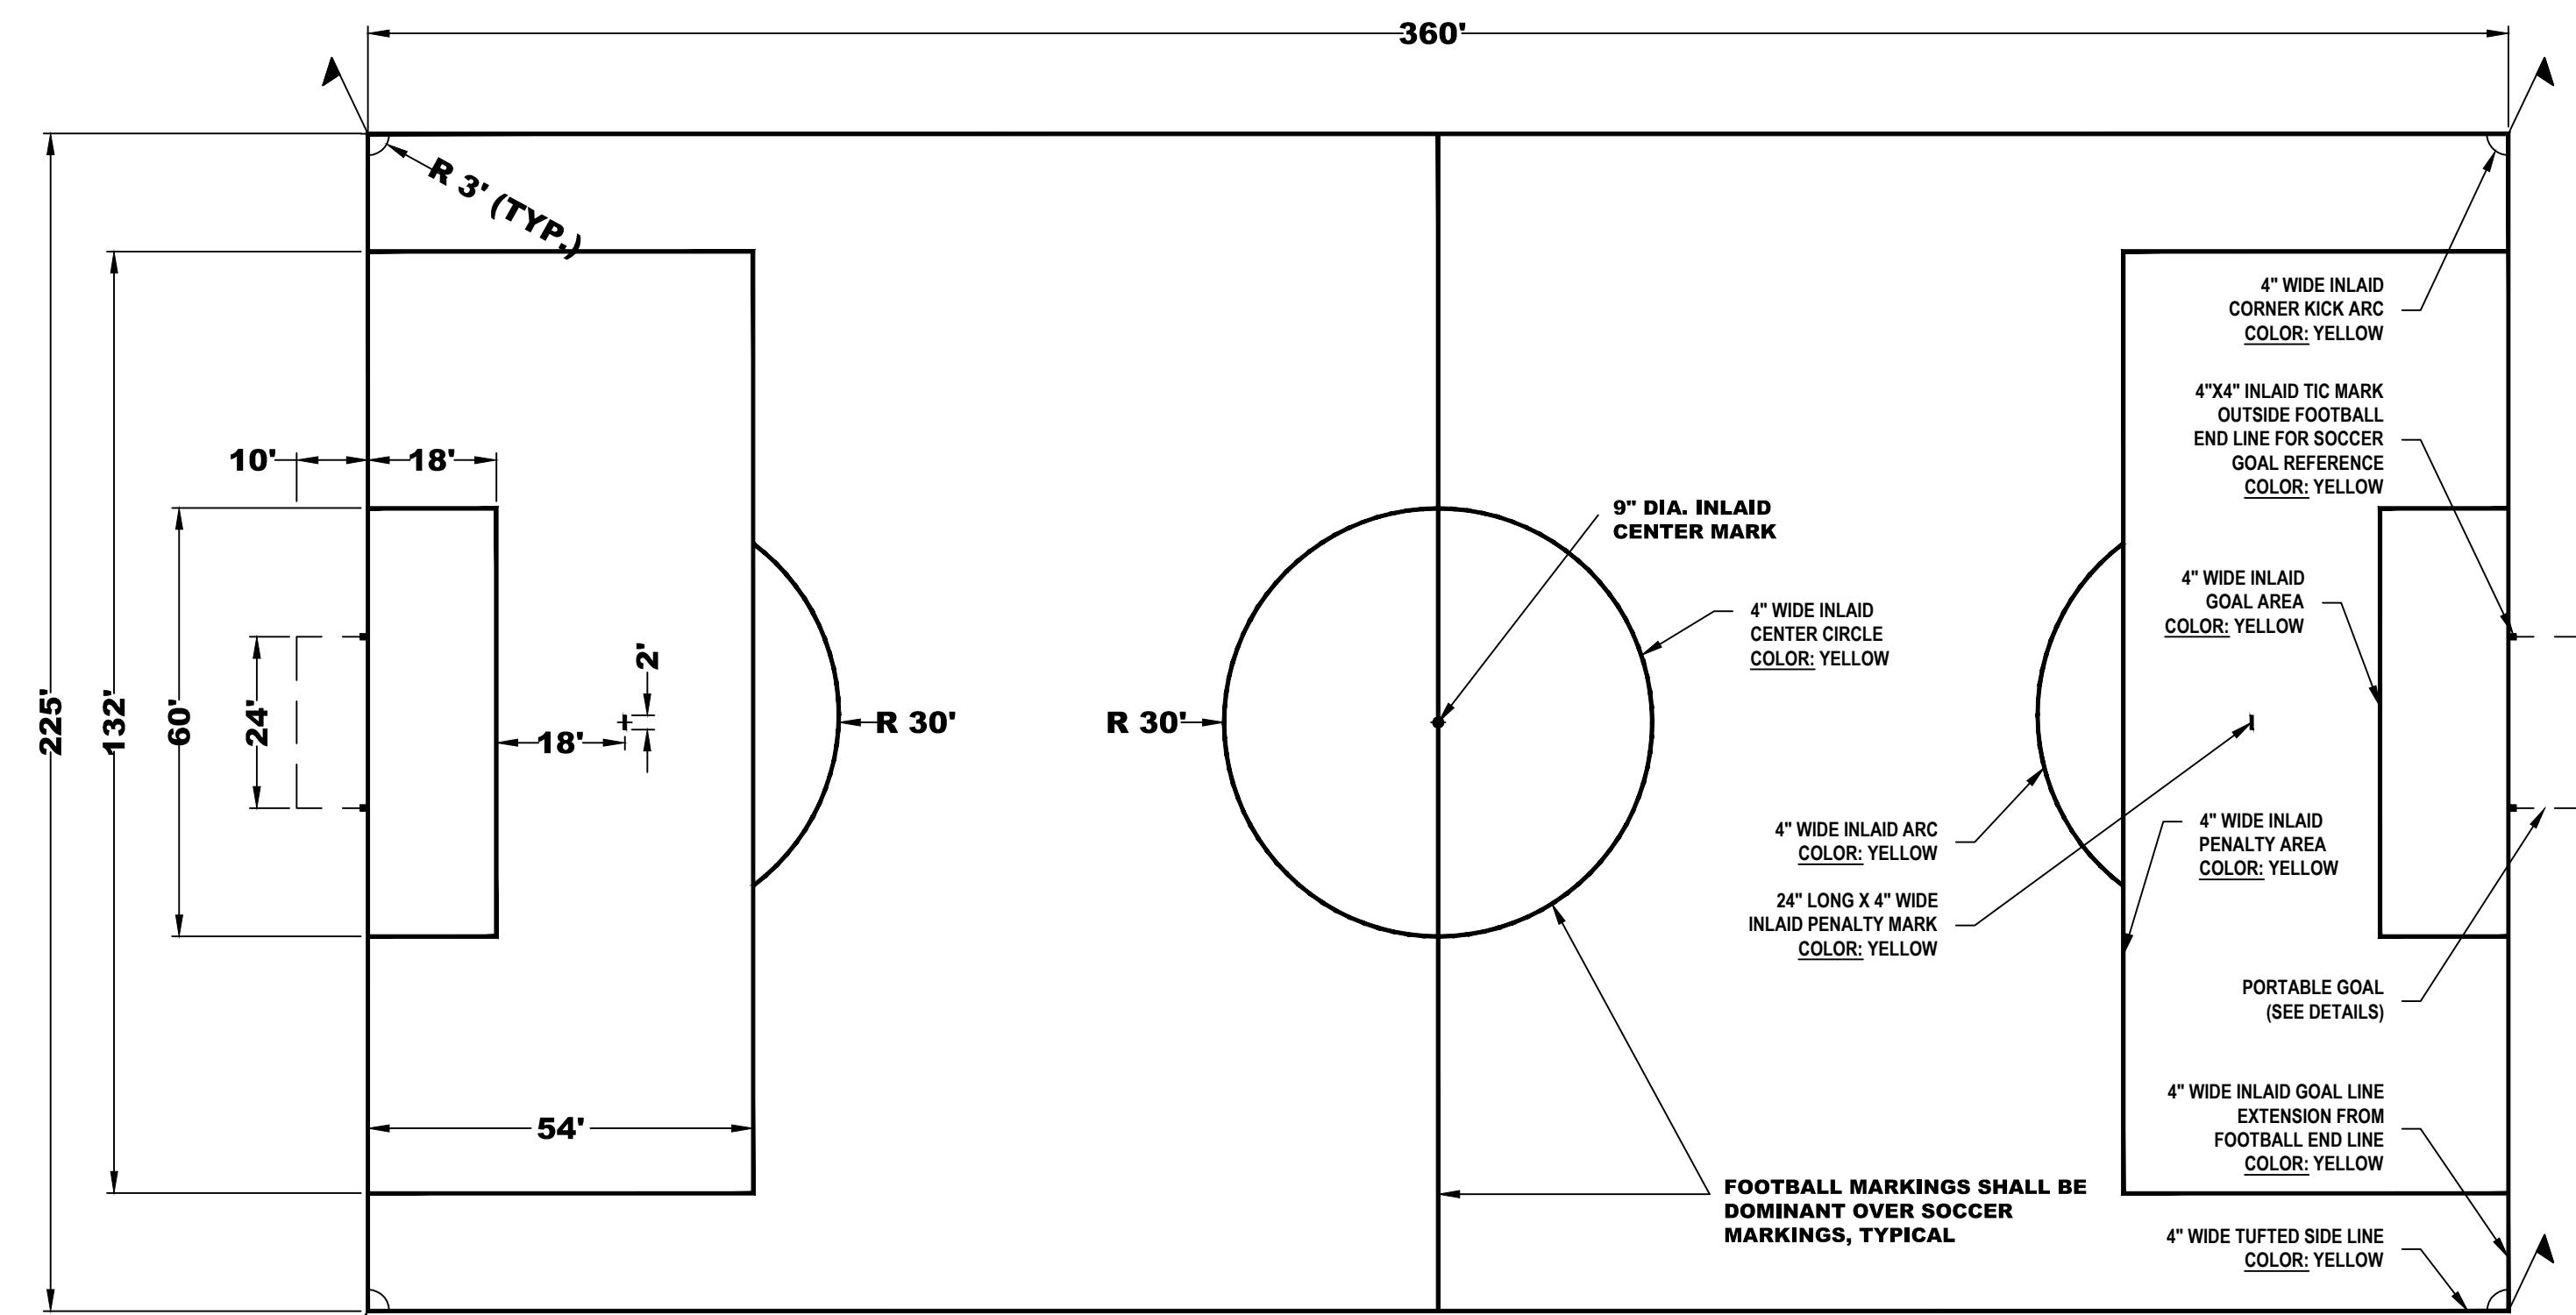 360'
R 3' (TYP.)
4" WIDE INLAID
CORNER KICK ARC
COLOR: YELLOW
4"X4" INLAID TIC MARK
OUTSIDE FOOTBALL
END LINE FOR SOCCER
GOAL REFERENCE
COLOR: YELLOW
10'
18'
9" DIA. INLAID
CENTER MARK
4" WIDE INLAID
GOAL AREA
COLOR: YELLOW
4" WIDE INLAID
CENTER CIRCLE
COLOR: YELLOW
225'
132'
60'
24'
2'
18'
R 30'
R 30'
4" WIDE INLAID ARC
COLOR: YELLOW
4" WIDE INLAID
PENALTY AREA
COLOR: YELLOW
24" LONG X 4" WIDE
INLAID PENALTY MARK
COLOR: YELLOW
PORTABLE GOAL
(SEE DETAILS)
54'
4" WIDE INLAID GOAL LINE
EXTENSION FROM
FOOTBALL END LINE
COLOR: YELLOW
FOOTBALL MARKINGS SHALL BE
DOMINANT OVER SOCCER
MARKINGS, TYPICAL
4" WIDE TUFTED SIDE LINE
COLOR: YELLOW